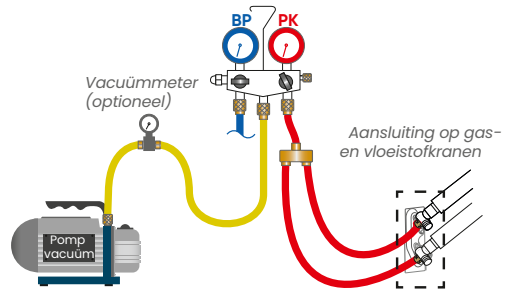 BP PK
Vacuümmeter
(optioneel)
Aansluiting op gas-
en vloeistofkranen
Pomp
vacuüm